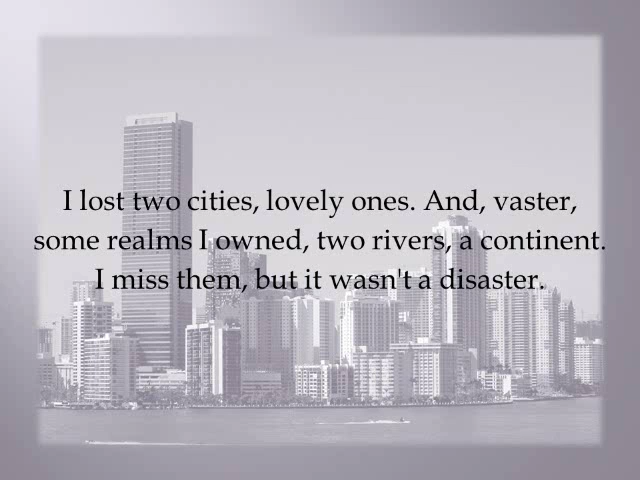 I lost two cities, lovely ones. And, vaster,
some realms I owned, two rivers, a continent.
I miss them, but it wasn't a disaster.